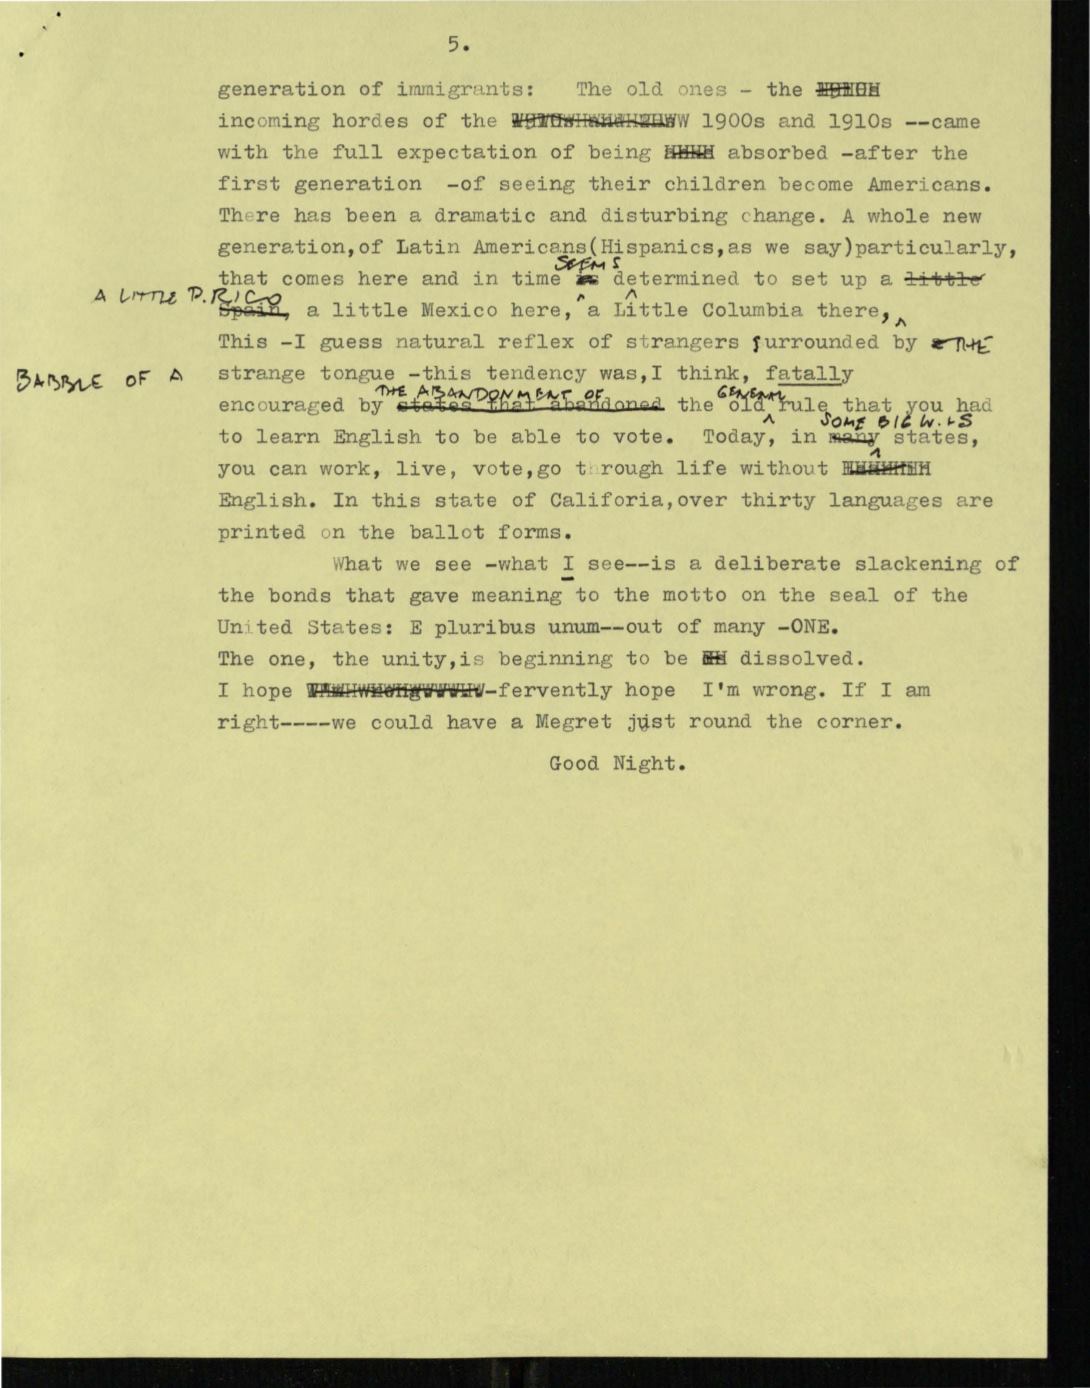 5.
generation of immigrants: The old ones - the
incoming hordes of the 1900s and 1910s --came
with the full expectation of being absorbed -after the
first generation -of seeing their children become Americans.
There has been a dramatic and disturbing change. A whole new
generation,of Latin Americans(Hispanics,as we say)particularly,
SEEMS
that comes here and in time determined to set up a little
A LITTLE P.RICO
Spain, a little Mexico here, a Little Columbia there,
This -I guess natural reflex of strangers surrounded by THE
BABBLE OF A strange tongue -this tendency was,I think, fatally
THE ABANDONMENT OF GENERAL
encouraged by states that abandoned the old rule that you had
SOME BIG
to learn English to be able to vote. Today, in many states,
you can work, live, vote,go through life without
English. In this state of Califoria,over thirty languages are
printed on the ballot forms.
What we see -what I see--is a deliberate slackening of
the bonds that gave meaning to the motto on the seal of the
United States: E pluribus unum--out of many -ONE.
The one, the unity,is beginning to be dissolved.
I hope -fervently hope I'm wrong. If I am
right----we could have a Megret just round the corner.
Good Night.